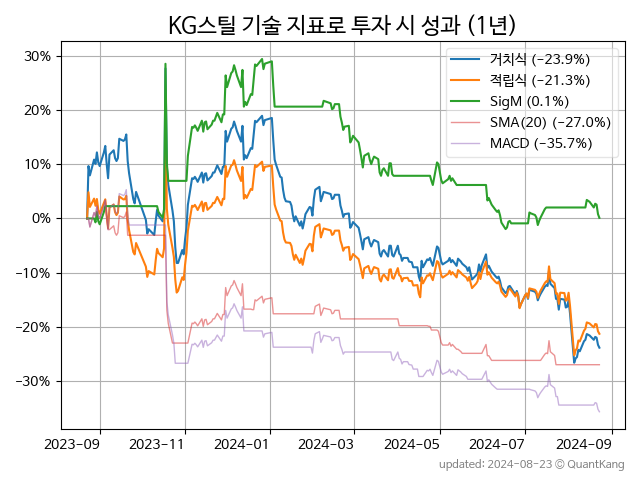 KG스틸 기술 지표로 투자 시 성과 (1년)
30%
20%
10%
0%
−10%
−20%
−30%
거치식 (−23.9%)
적립식 (−21.3%)
SigM (0.1%)
SMA(20) (−27.0%)
MACD (−35.7%)
2023-09 2023-11 2024-01 2024-03 2024-05 2024-07 2024-09
updated: 2024-08-23 ⓒ QuantKang